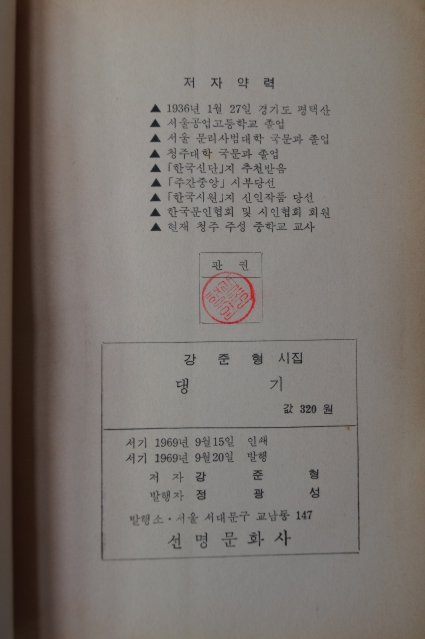 저 자 약 력
▲ 1936년 1월 27일 경기도 평택산
▲ 서울공업고등학교 졸업
▲ 서울 문리사범대학 국문과 졸업
▲ 청주대학 국문과 졸업
▲ 「한국신단」지 추천받음
▲ 「주간중앙」 시부당선
▲ 「한국시원」지 신인작품 당선
▲ 한국문인협회 및 시인협회 회원
▲ 현재 청주 주성 중학교 교사
판 권
강 준 형 시집
댕 기
값 320 원
서기 1969년 9월15일 인쇄
서기 1969년 9월20일 발행
저 자 강 준 형
발행자 정 광 성
발행소·서울 서대문구 교남동 147
선명문화사